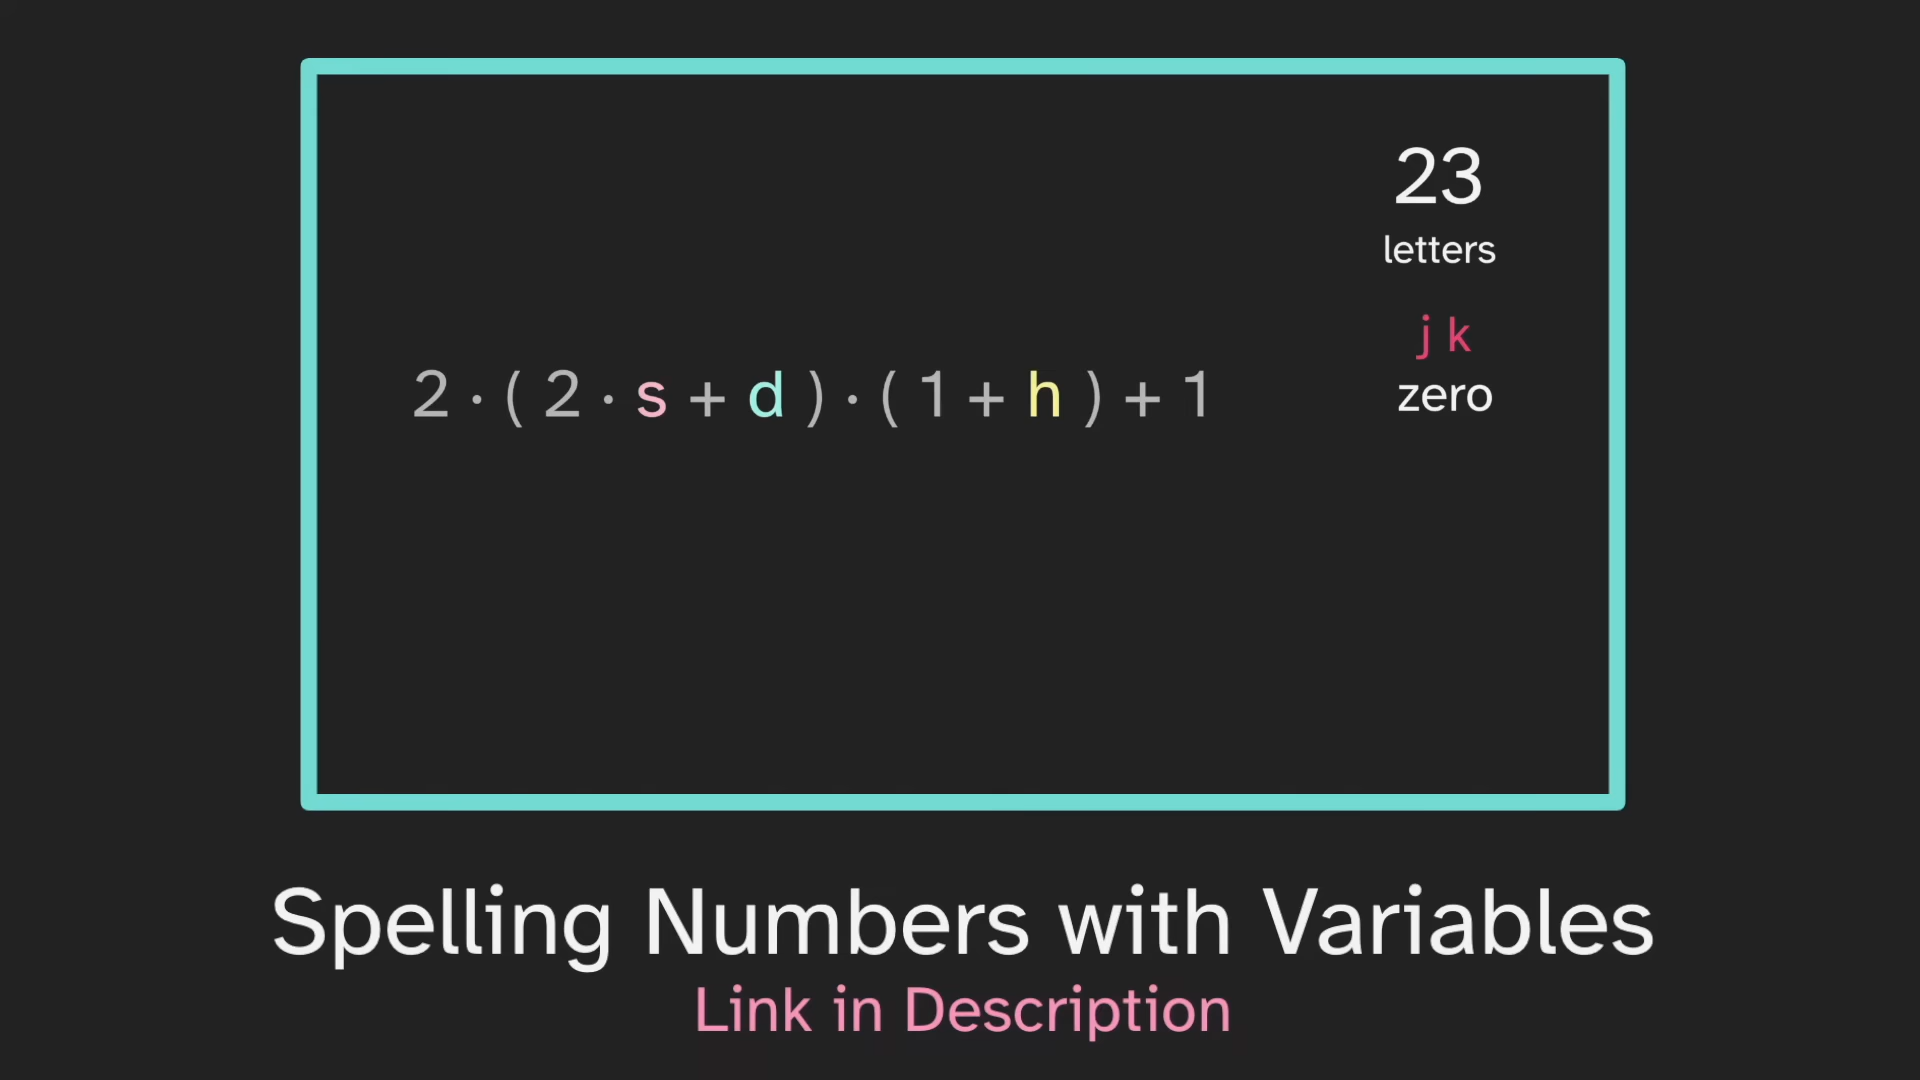 23
letters
j k
2 · ( 2 · s + d ) · ( 1 + h ) + 1
zero
Spelling Numbers with Variables
Link in Description